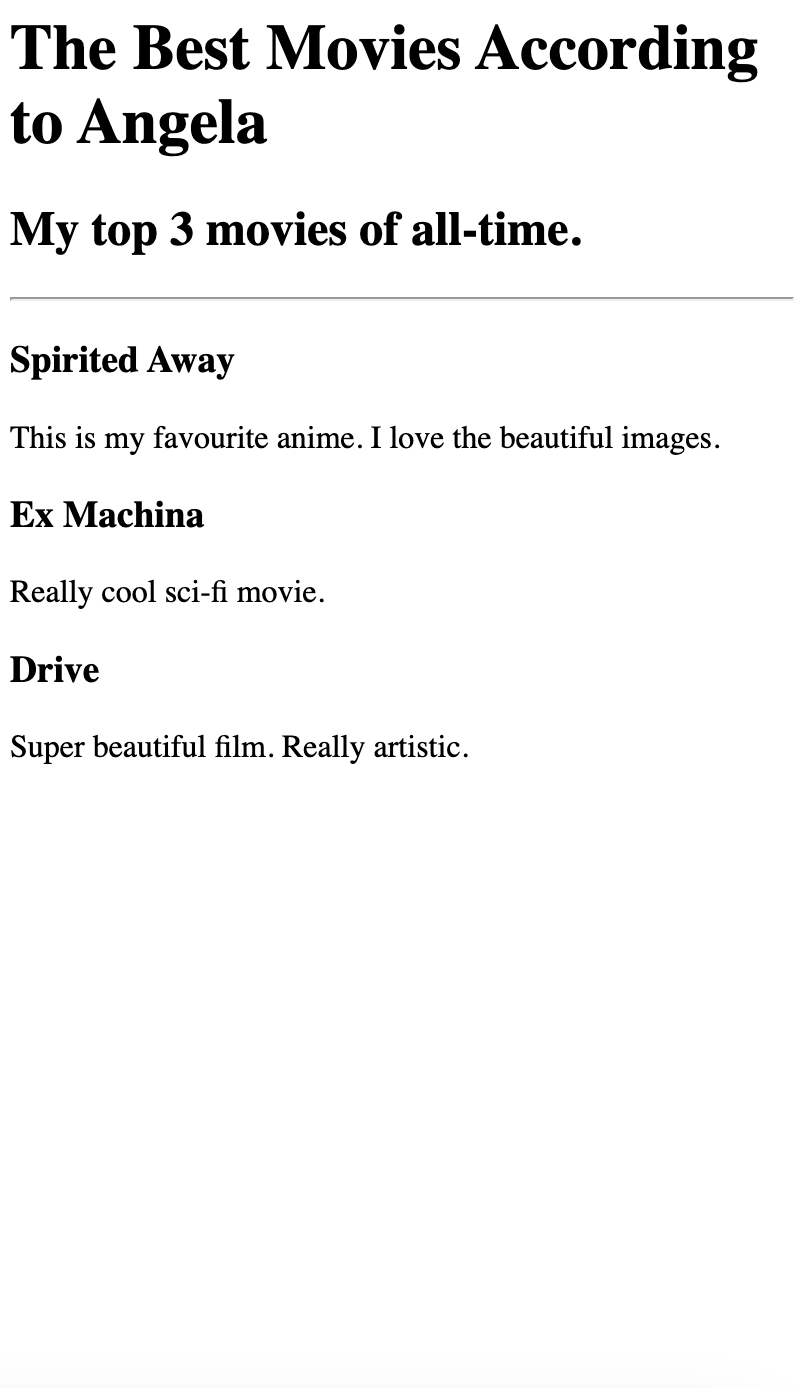 The Best Movies According
to Angela
My top 3 movies of all-time.
Spirited Away
This is my favourite anime. I love the beautiful images.
Ex Machina
Really cool sci-fi movie.
Drive
Super beautiful film. Really artistic.